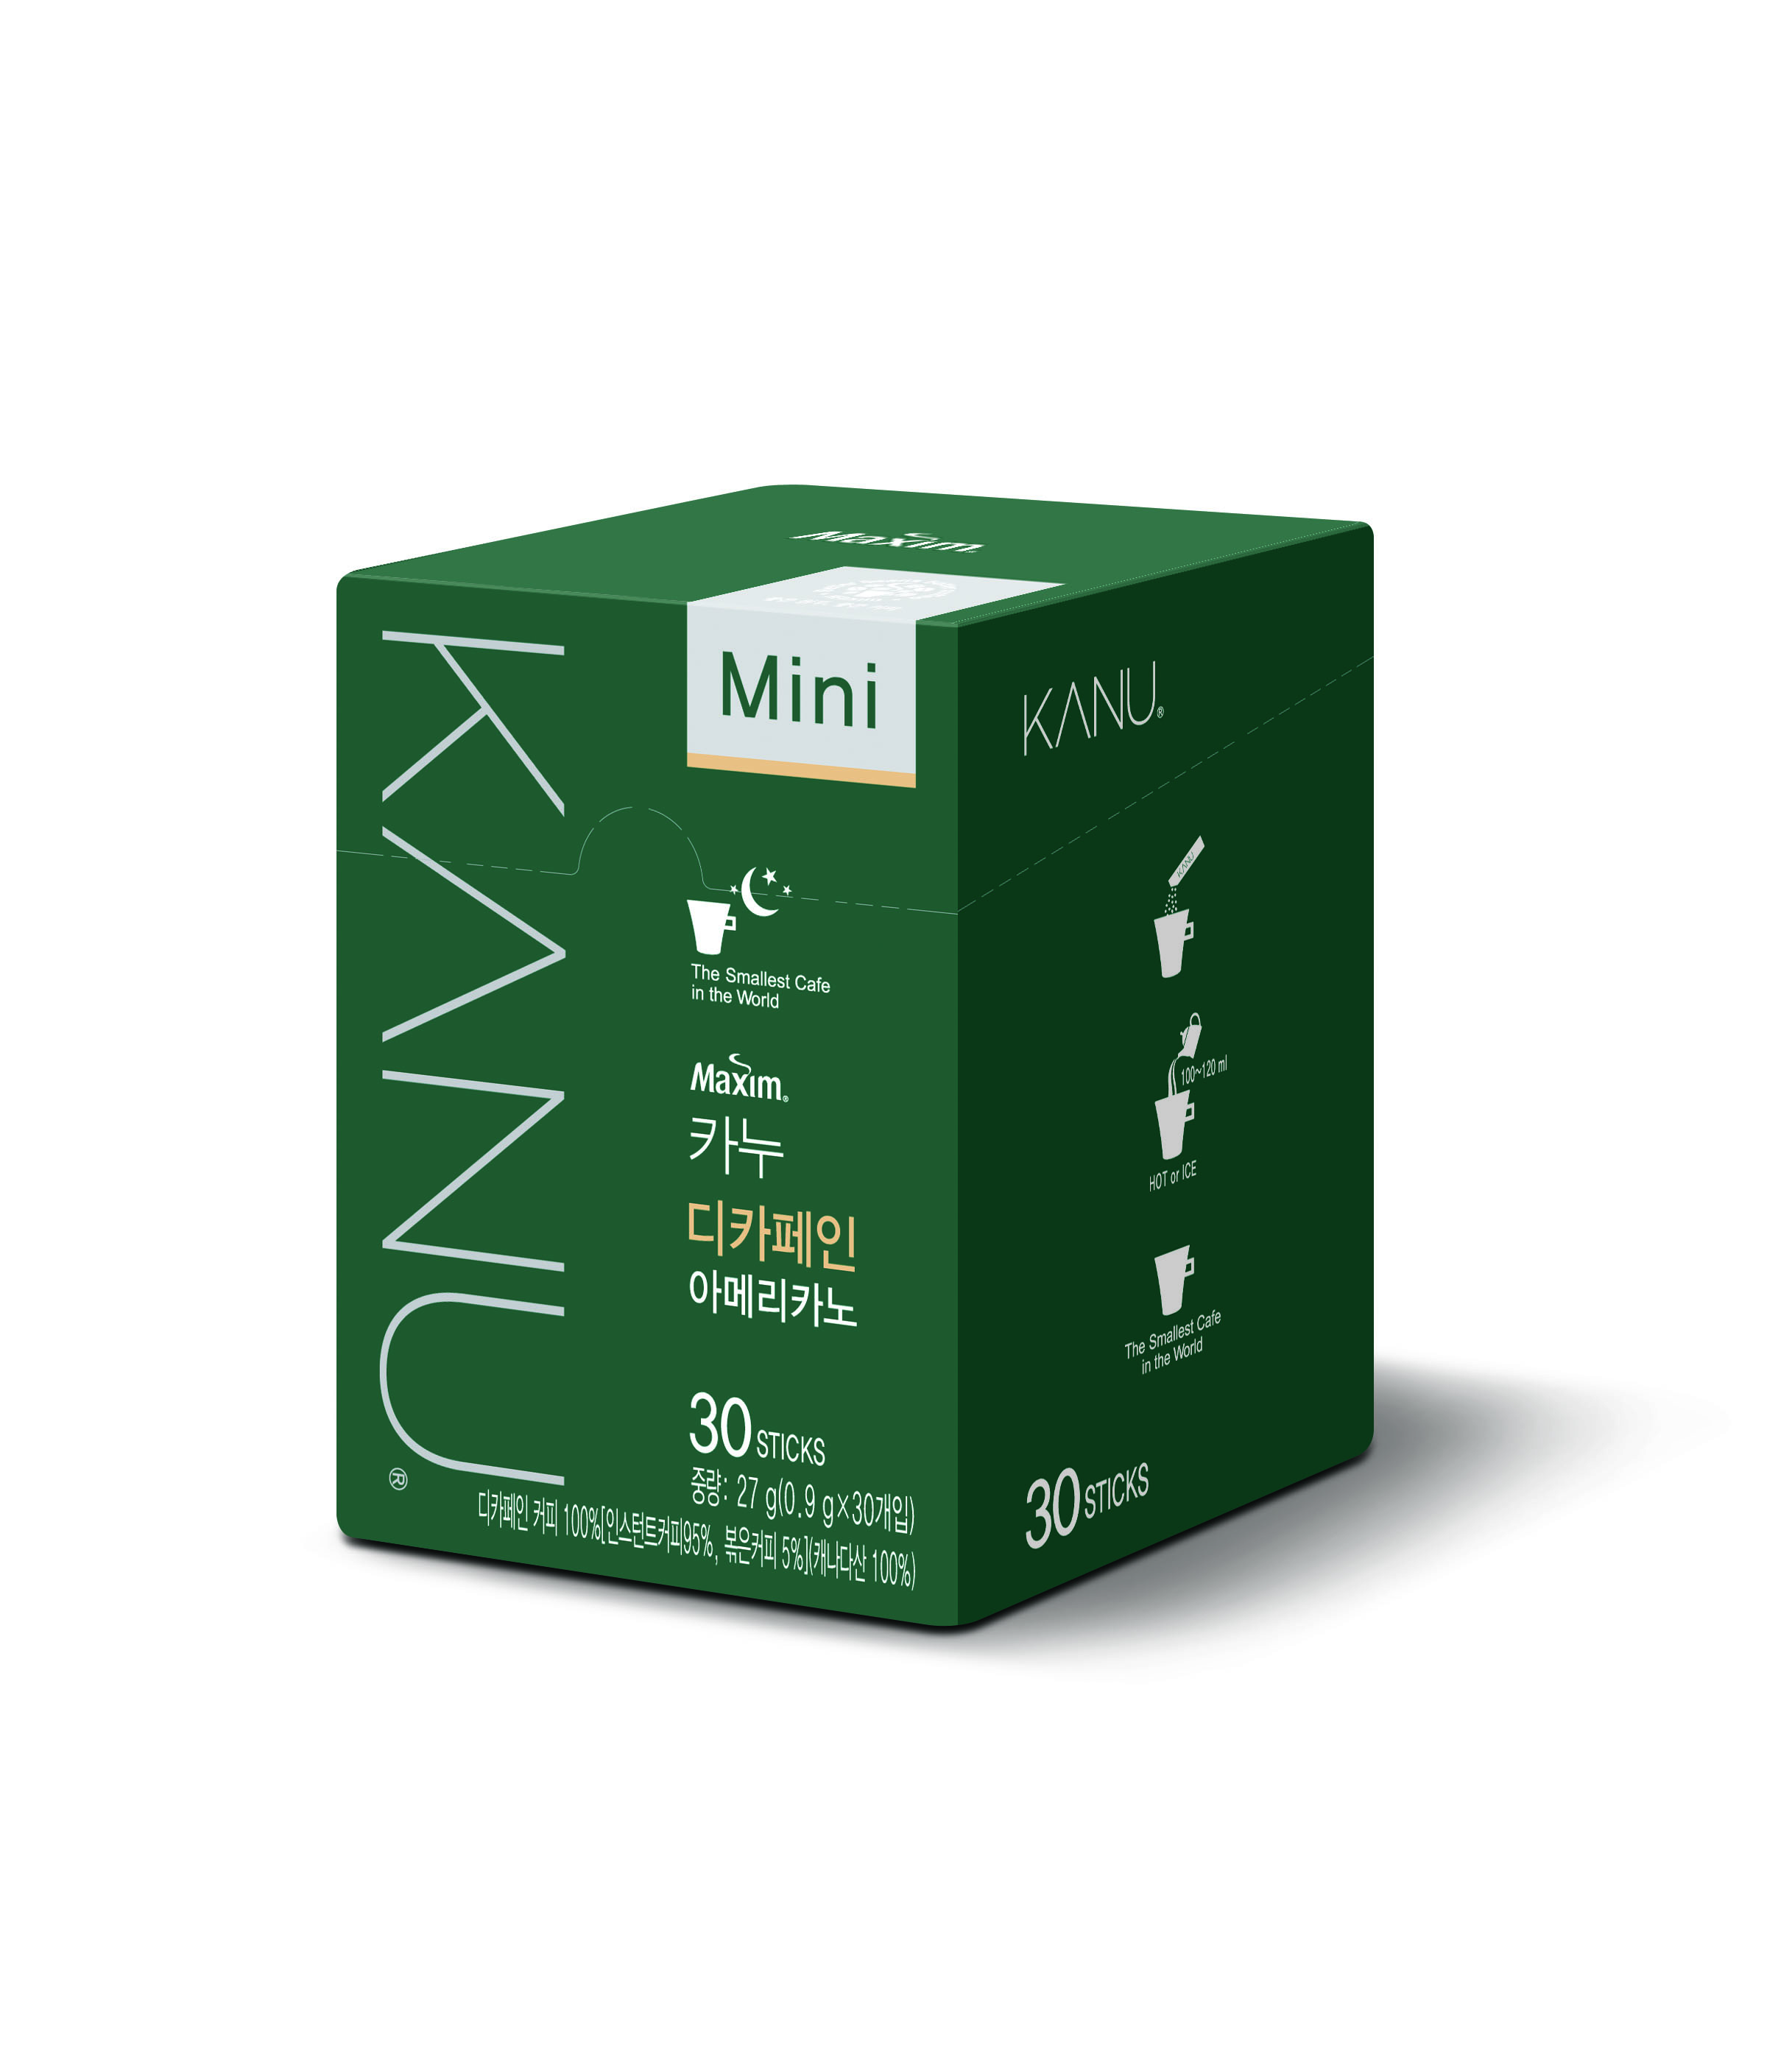 Maxim
Mini
KANU®
The Smallest Cafe
in the World
Maxim®
카누
디카페인
아메리카노
30 STICKS
중량: 27 g(0.9 g×30개입)
디카페인 커피 100%[인스턴트커피95%, 볶은커피 5%](캐나다산 100%)
KANU®
KANU
100~120 ml
HOT or ICE
The Smallest Cafe
in the World
30 STICKS